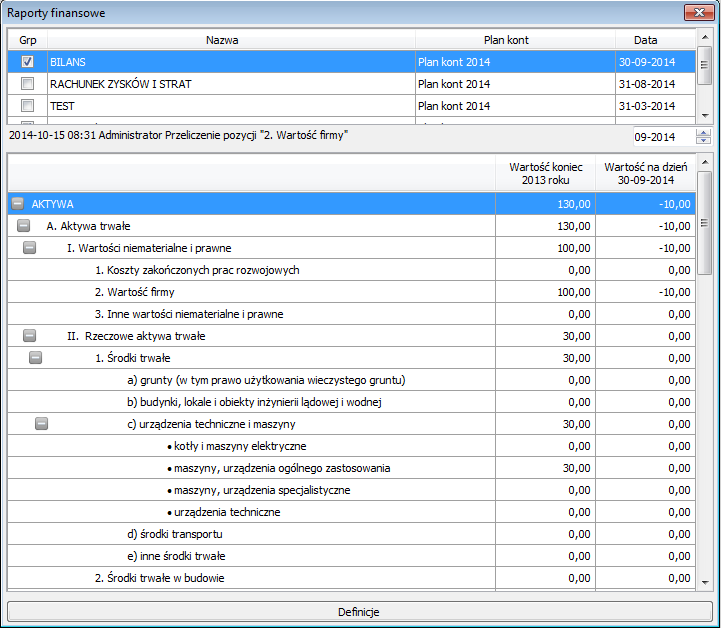 Raporty finansowe
Grp Nazwa Plan kont Data
BILANS Plan kont 2014 30-09-2014
RACHUNEK ZYSKÓW I STRAT Plan kont 2014 31-08-2014
TEST Plan kont 2014 31-03-2014
2014-10-15 08:31 Administrator Przeliczenie pozycji "2. Wartość firmy" 09-2014
Wartość koniec Wartość na dzień
2013 roku 30-09-2014
AKTYWA 130,00 -10,00
A. Aktywa trwałe 130,00 -10,00
I. Wartości niematerialne i prawne 100,00 -10,00
1. Koszty zakończonych prac rozwojowych 0,00 0,00
2. Wartość firmy 100,00 -10,00
3. Inne wartości niematerialne i prawne 0,00 0,00
II. Rzeczowe aktywa trwałe 30,00 0,00
1. Środki trwałe 30,00 0,00
a) grunty (w tym prawo użytkowania wieczystego gruntu) 0,00 0,00
b) budynki, lokale i obiekty inżynierii lądowej i wodnej 0,00 0,00
c) urządzenia techniczne i maszyny 30,00 0,00
• kotły i maszyny elektryczne 0,00 0,00
• maszyny, urządzenia ogólnego zastosowania 30,00 0,00
• maszyny, urządzenia specjalistyczne 0,00 0,00
• urządzenia techniczne 0,00 0,00
d) środki transportu 0,00 0,00
e) inne środki trwałe 0,00 0,00
2. Środki trwałe w budowie 0,00 0,00
Definicje